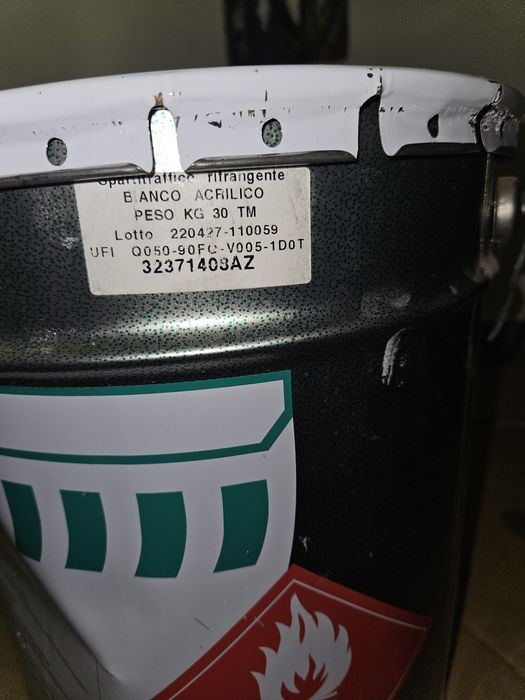 Spartitraffico rifrangente
BIANCO ACRILICO
PESO KG 30 TM
Lotto 220427-110059
UFI Q050-90FC-V005-1D0T
32371408AZ